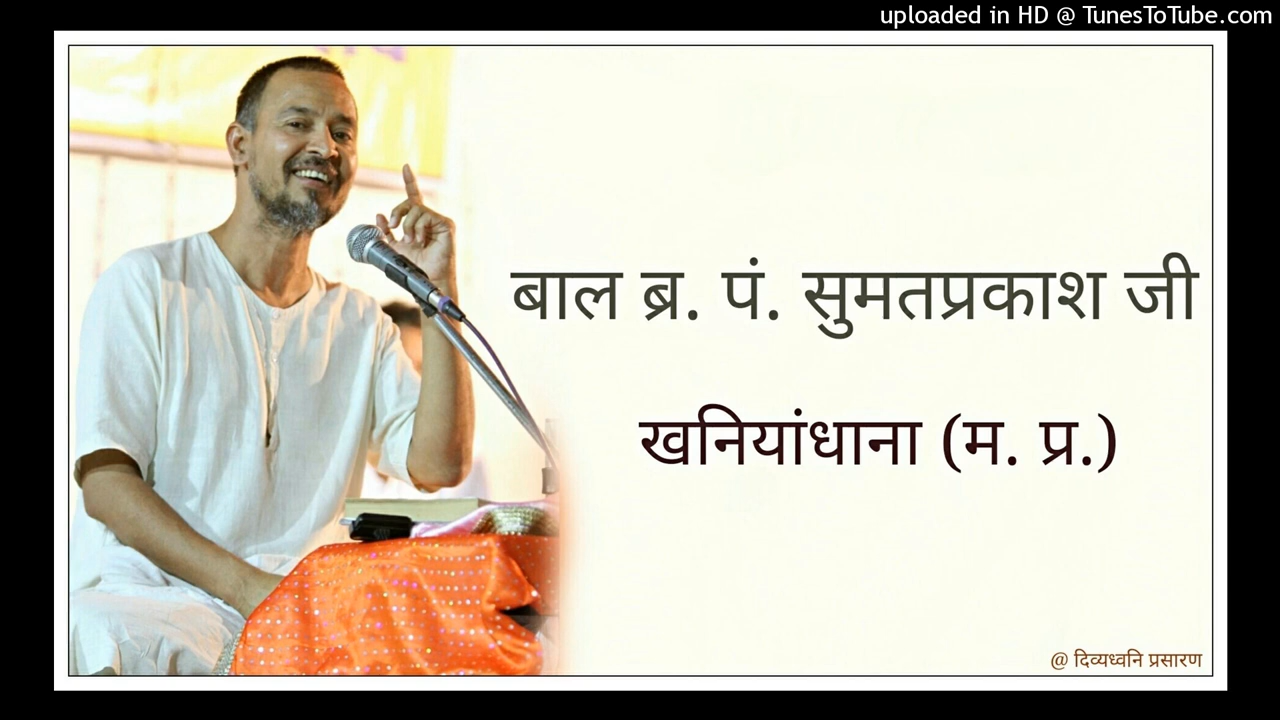 uploaded in HD @ TunesToTube.com
बाल ब्र. पं. सुमतप्रकाश जी
खनियांधाना (म. प्र.)
@ दिव्यध्वनि प्रसारण